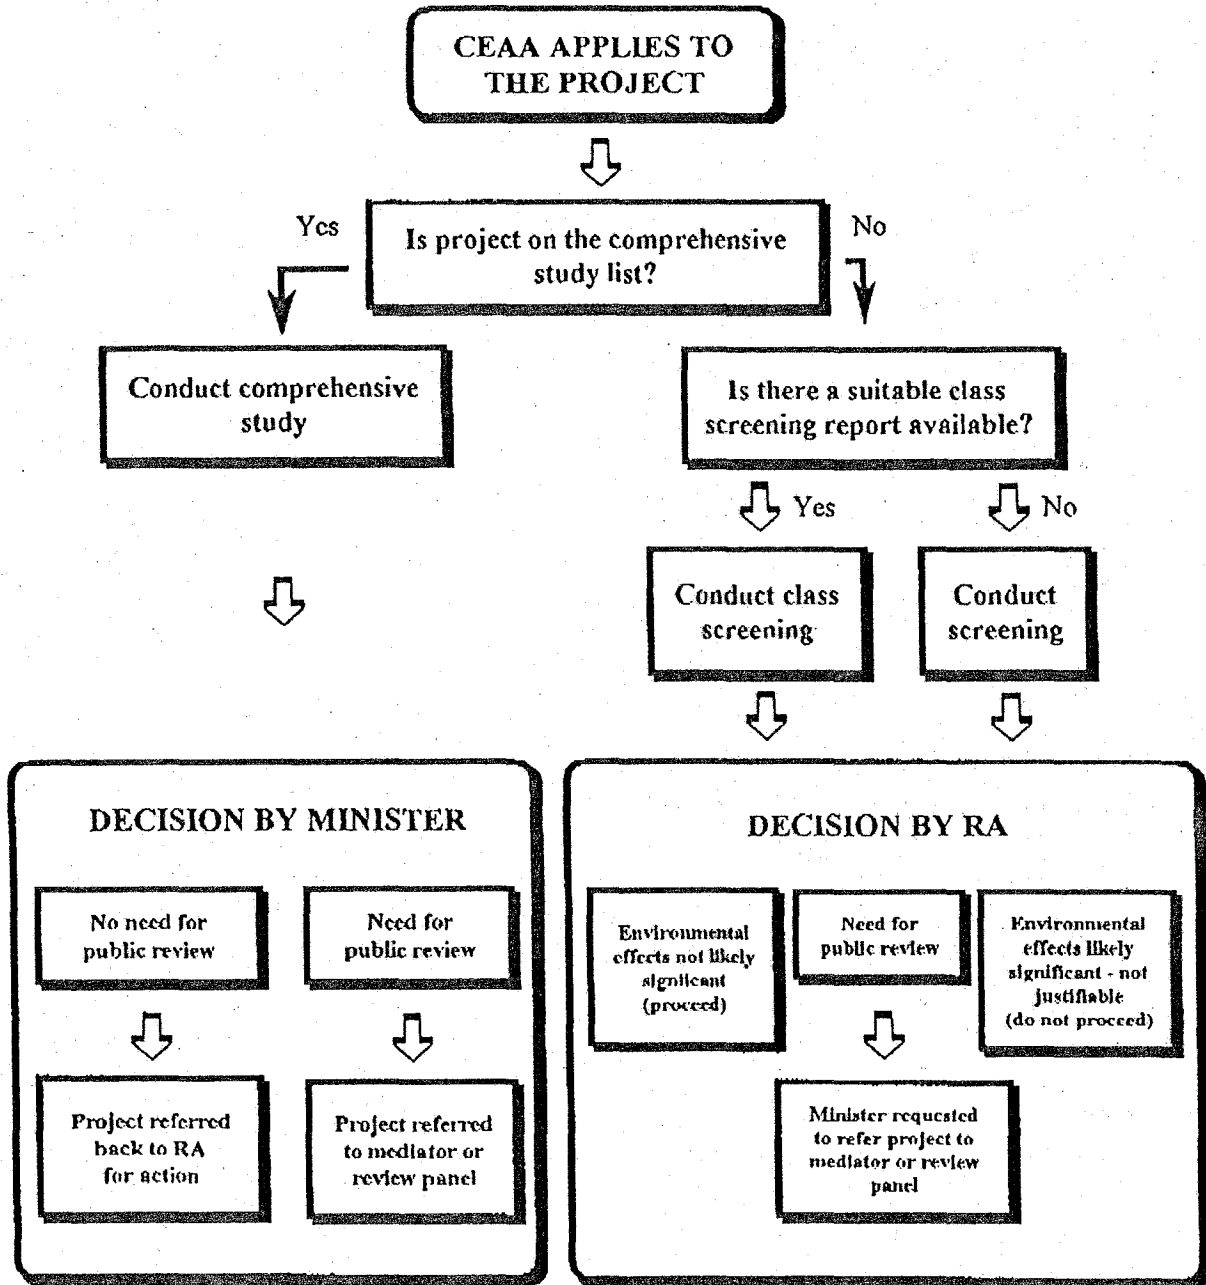 CEAA APPLIES TO
THE PROJECT
Yes
Is project on the comprehensive
study list?
No
Conduct comprehensive
study
Is there a suitable class
screening report available?
Yes
No
Conduct class
screening
Conduct
screening
DECISION BY MINISTER
No need for
public review
Need for
public review
Project referred
back to RA
for action
Project referred
to mediator or
review panel
DECISION BY RA
Environmental
effects not likely
signilcant
(proceed)
Need for
public review
Environmental
effects likely
significant - not
justifiable
(do not proceed)
Minister requested
to refer project to
mediator or review
panel